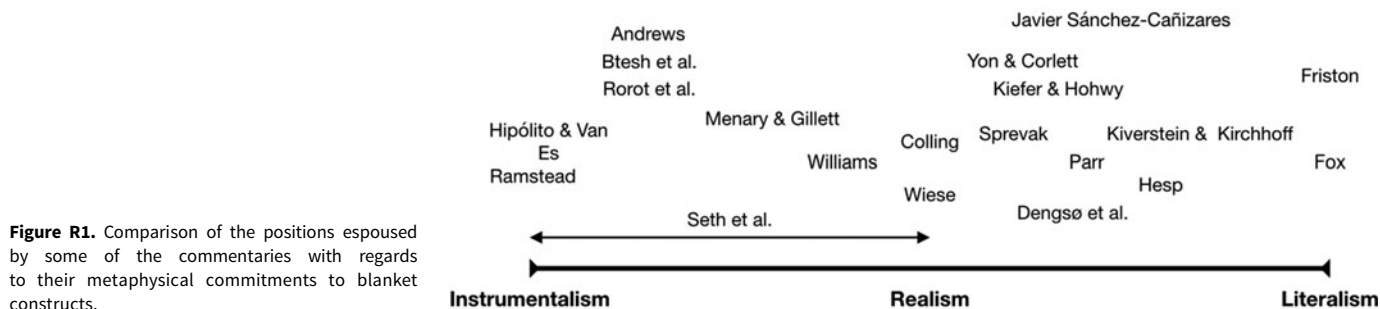 Javier Sánchez-Cañizares
Andrews
Btesh et al.
Yon & Corlett
Friston
Rorot et al.
Kiefer & Hohwy
Menary & Gillett
Hipólito & Van
Es
Colling
Sprevak
Kiverstein & Kirchhoff
Williams
Parr
Fox
Ramstead
Hesp
Wiese
Dengsø et al.
Seth et al.
Instrumentalism
Realism
Literalism
Figure R1. Comparison of the positions espoused
by some of the commentaries with regards
to their metaphysical commitments to blanket
constructs.